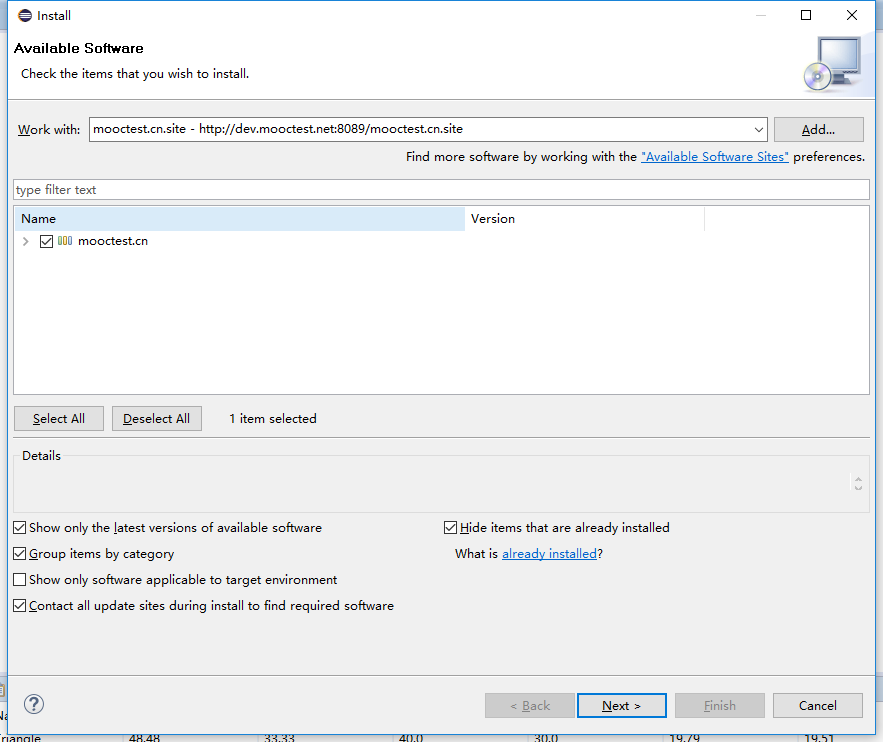 Install
Available Software
Check the items that you wish to install.
Work with: mooctest.cn.site - http://dev.mooctest.net:8089/mooctest.cn.site Add...
Find more software by working with the "Available Software Sites" preferences.
type filter text
Name Version
mooctest.cn
Select All Deselect All 1 item selected
Details
Show only the latest versions of available software Hide items that are already installed
Group items by category What is already installed?
Show only software applicable to target environment
Contact all update sites during install to find required software
? < Back Next > Finish Cancel
48.48 33.33 40.0 30.0 19.79 19.51